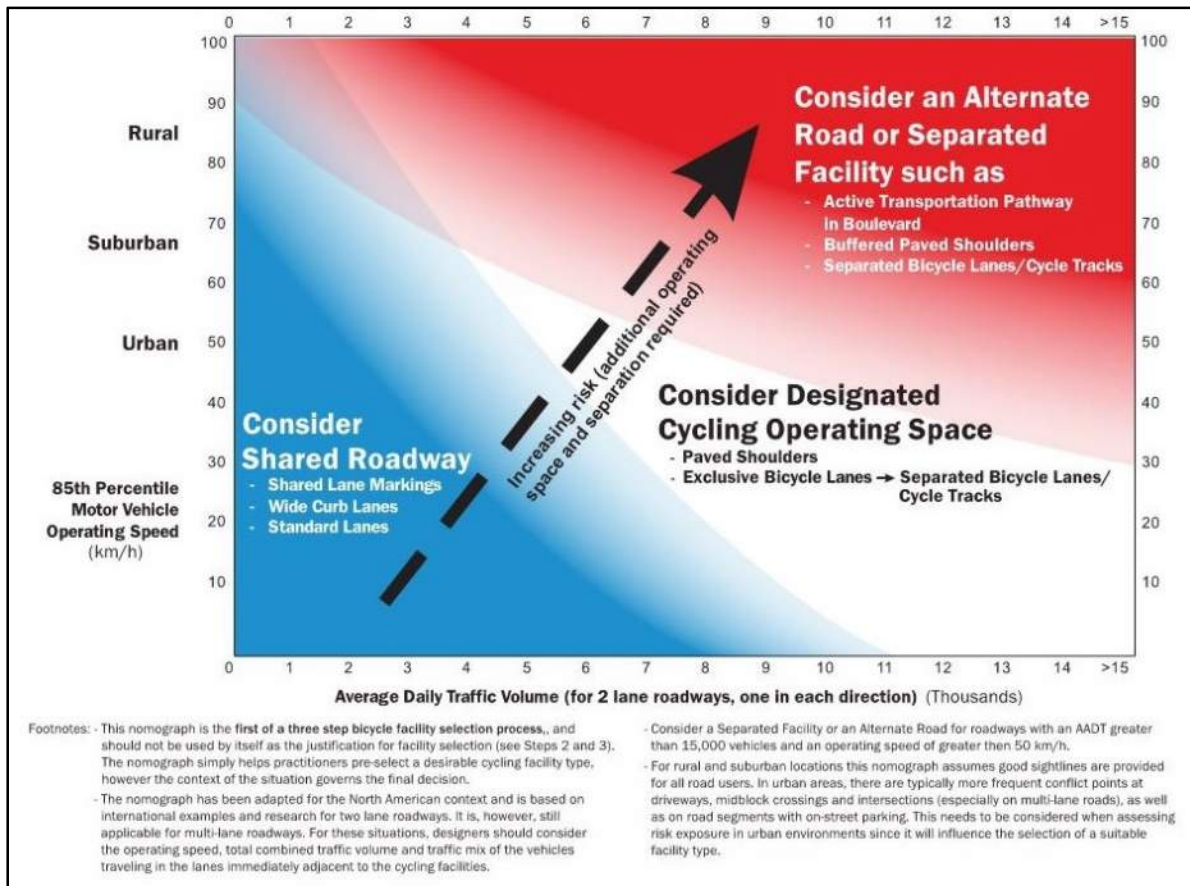 0 1 2 3 4 5 6 7 8 9 10 11 12 13 14 >15
100 100
90 90
Rural
80 80
70 70
Suburban
60 60
Urban
50 50
40 40
30 30
20 20
10 10
85th Percentile
Motor Vehicle
Operating Speed
(km/h)
Consider an Alternate
Road or Separated
Facility such as
- Active Transportation Pathway
in Boulevard
- Buffered Paved Shoulders
- Separated Bicycle Lanes/Cycle Tracks
Increasing risk (additional operating
space and separation required)
Consider
Shared Roadway
- Shared Lane Markings
- Wide Curb Lanes
- Standard Lanes
Consider Designated
Cycling Operating Space
- Paved Shoulders
- Exclusive Bicycle Lanes → Separated Bicycle Lanes/
Cycle Tracks
0 1 2 3 4 5 6 7 8 9 10 11 12 13 14 >15
Average Daily Traffic Volume (for 2 lane roadways, one in each direction) (Thousands)
Footnotes: - This nomograph is the first of a three step bicycle facility selection process,, and
should not be used by itself as the justification for facility selection (see Steps 2 and 3).
The nomograph simply helps practitioners pre-select a desirable cycling facility type,
however the context of the situation governs the final decision.
- The nomograph has been adapted for the North American context and is based on
international examples and research for two lane roadways. It is, however, still
applicable for multi-lane roadways. For these situations, designers should consider
the operating speed, total combined traffic volume and traffic mix of the vehicles
traveling in the lanes immediately adjacent to the cycling facilities.
- Consider a Separated Facility or an Alternate Road for roadways with an AADT greater
than 15,000 vehicles and an operating speed of greater then 50 km/h.
- For rural and suburban locations this nomograph assumes good sightlines are provided
for all road users. In urban areas, there are typically more frequent conflict points at
driveways, midblock crossings and intersections (especially on multi-lane roads), as well
as on road segments with on-street parking. This needs to be considered when assessing
risk exposure in urban environments since it will influence the selection of a suitable
facility type.